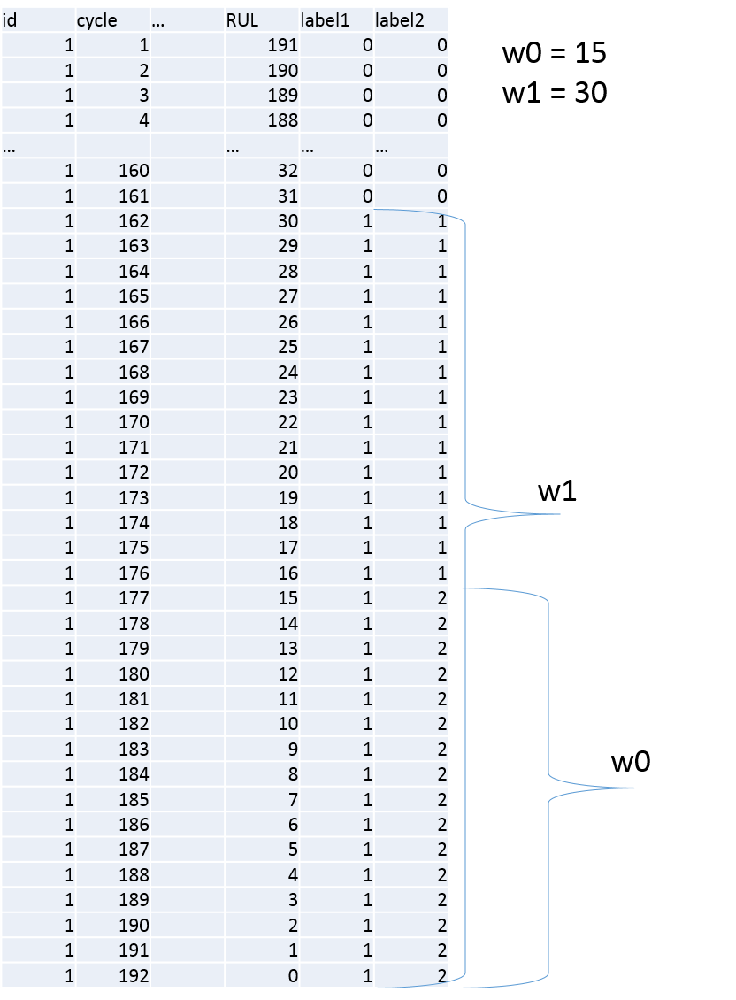 id cycle ... RUL label1 label2
1 1 191 0 0
1 2 190 0 0
1 3 189 0 0
1 4 188 0 0
... ... ... ...
1 160 32 0 0
1 161 31 0 0
1 162 30 1 1
1 163 29 1 1
1 164 28 1 1
1 165 27 1 1
1 166 26 1 1
1 167 25 1 1
1 168 24 1 1
1 169 23 1 1
1 170 22 1 1
1 171 21 1 1
1 172 20 1 1
1 173 19 1 1
1 174 18 1 1
1 175 17 1 1
1 176 16 1 1
1 177 15 1 2
1 178 14 1 2
1 179 13 1 2
1 180 12 1 2
1 181 11 1 2
1 182 10 1 2
1 183 9 1 2
1 184 8 1 2
1 185 7 1 2
1 186 6 1 2
1 187 5 1 2
1 188 4 1 2
1 189 3 1 2
1 190 2 1 2
1 191 1 1 2
1 192 0 1 2
w0 = 15
w1 = 30
w1
w0